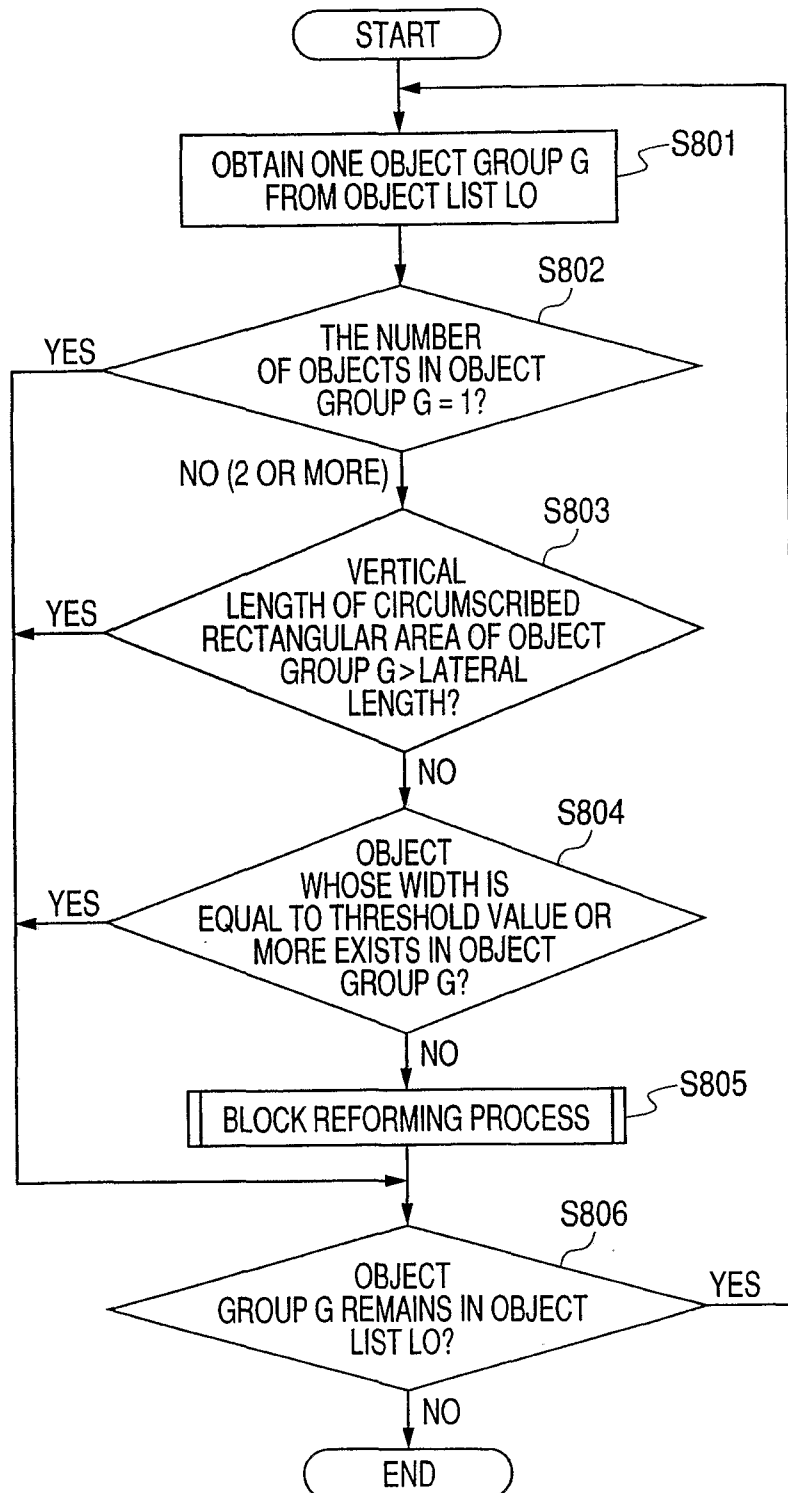 START
OBTAIN ONE OBJECT GROUP G
FROM OBJECT LIST LO
S801
S802
THE NUMBER
OF OBJECTS IN OBJECT
GROUP G = 1?
YES
NO (2 OR MORE)
S803
VERTICAL
LENGTH OF CIRCUMSCRIBED
RECTANGULAR AREA OF OBJECT
GROUP G > LATERAL
LENGTH?
YES
NO
S804
OBJECT
WHOSE WIDTH IS
EQUAL TO THRESHOLD VALUE OR
MORE EXISTS IN OBJECT
GROUP G?
YES
NO
BLOCK REFORMING PROCESS
S805
S806
OBJECT
GROUP G REMAINS IN OBJECT
LIST LO?
YES
NO
END